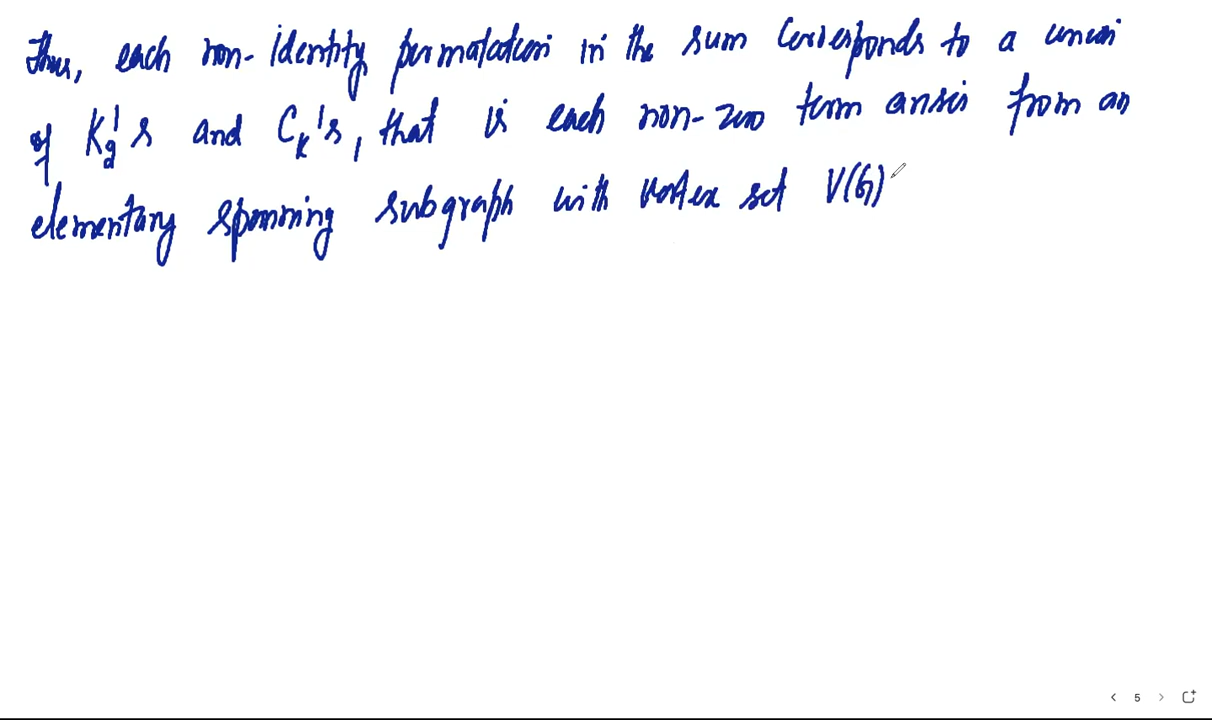 Thus, each non-identity permutation in the sum corresponds to a union
of K₂'s and Cₖ's, that is each non-zero term arises from an
elementary spanning subgraph with vertex set V(G)
5